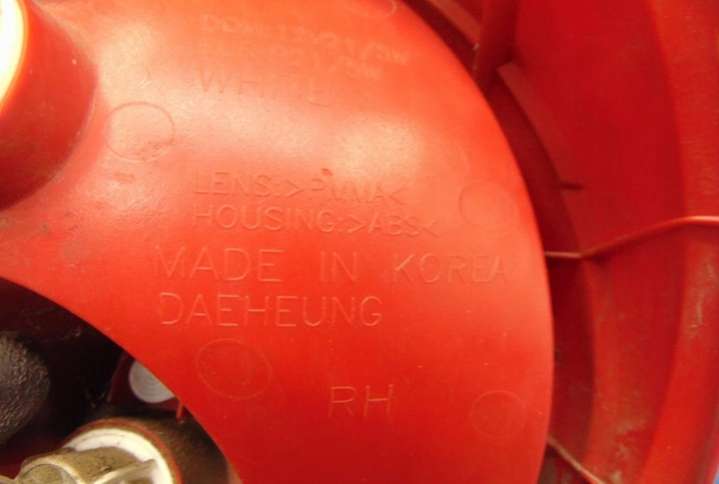 WHITE
LENS:>PMMA<
HOUSING:>ABS<
MADE IN KOREA
DAEHEUNG
RH